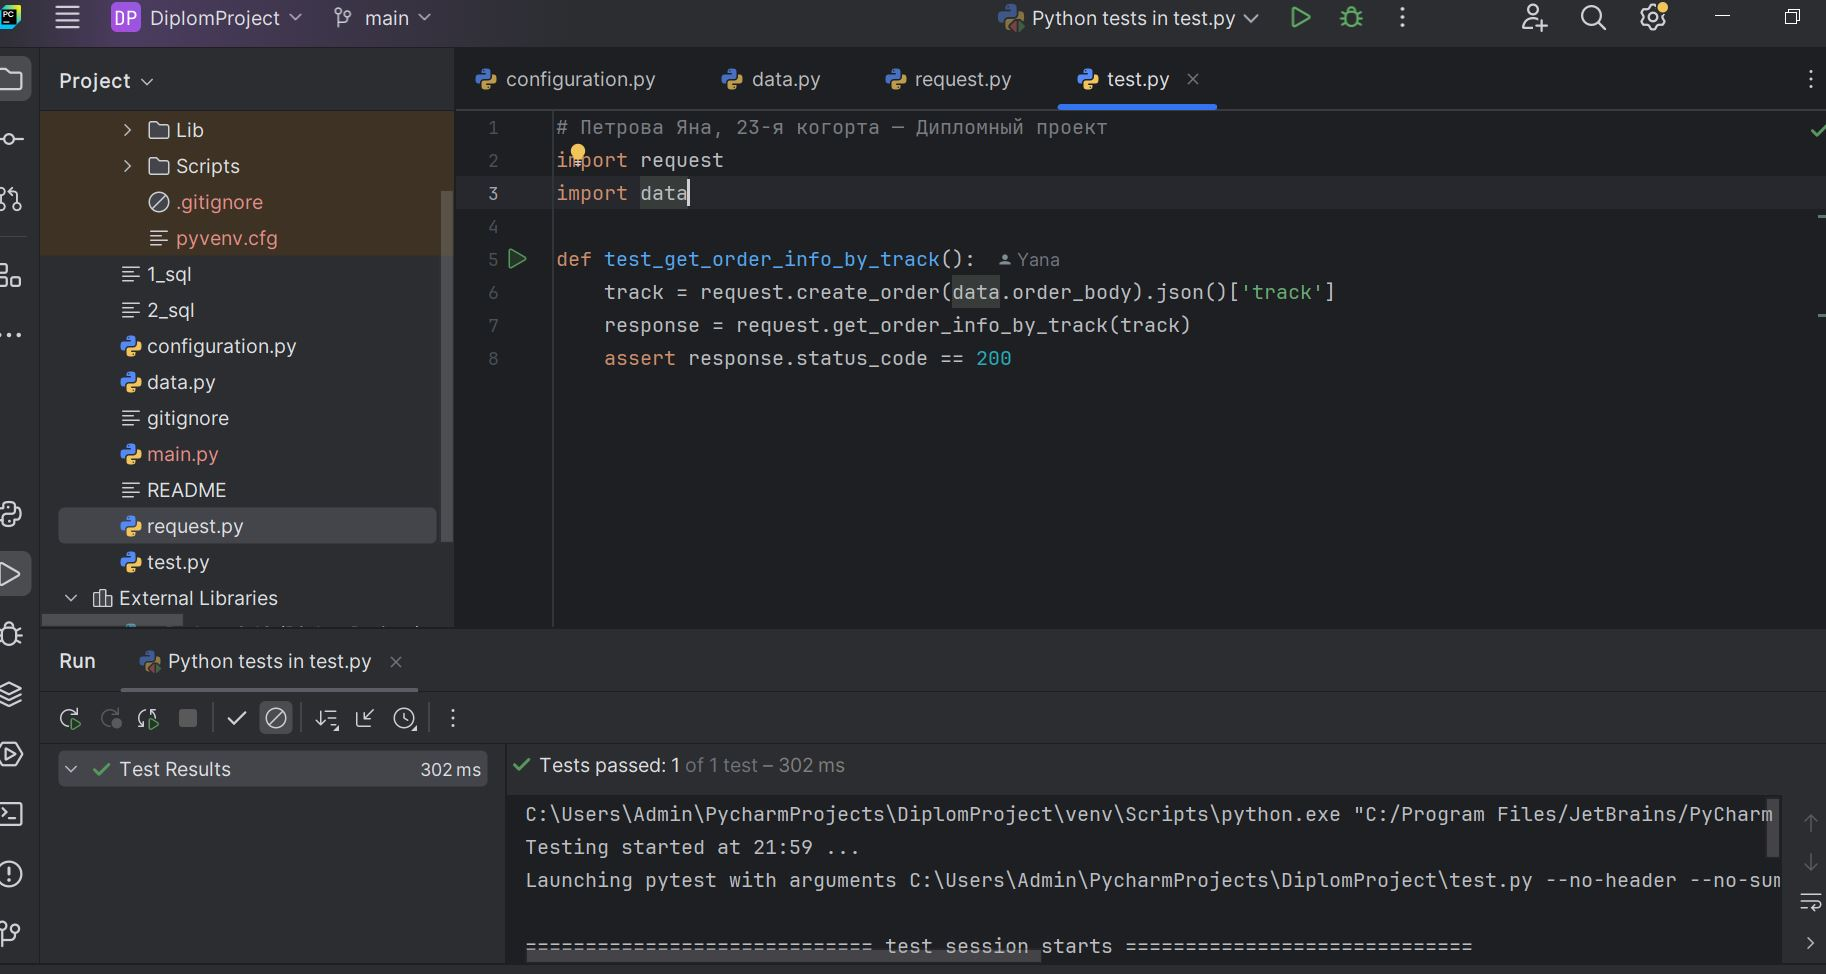 PC
DP DiplomProject main Python tests in test.py
Project
configuration.py data.py request.py test.py
Lib
Scripts
.gitignore
pyvenv.cfg
1_sql
2_sql
configuration.py
data.py
gitignore
main.py
README
request.py
test.py
External Libraries
1 # Петрова Яна, 23-я когорта — Дипломный проект
2 import request
3 import data
4
5 def test_get_order_info_by_track(): Yana
6 track = request.create_order(data.order_body).json()['track']
7 response = request.get_order_info_by_track(track)
8 assert response.status_code == 200
Run Python tests in test.py
Test Results 302 ms
Tests passed: 1 of 1 test – 302 ms
C:\Users\Admin\PycharmProjects\DiplomProject\venv\Scripts\python.exe "C:/Program Files/JetBrains/PyCharm
Testing started at 21:59 ...
Launching pytest with arguments C:\Users\Admin\PycharmProjects\DiplomProject\test.py --no-header --no-sum
============================= test session starts =============================